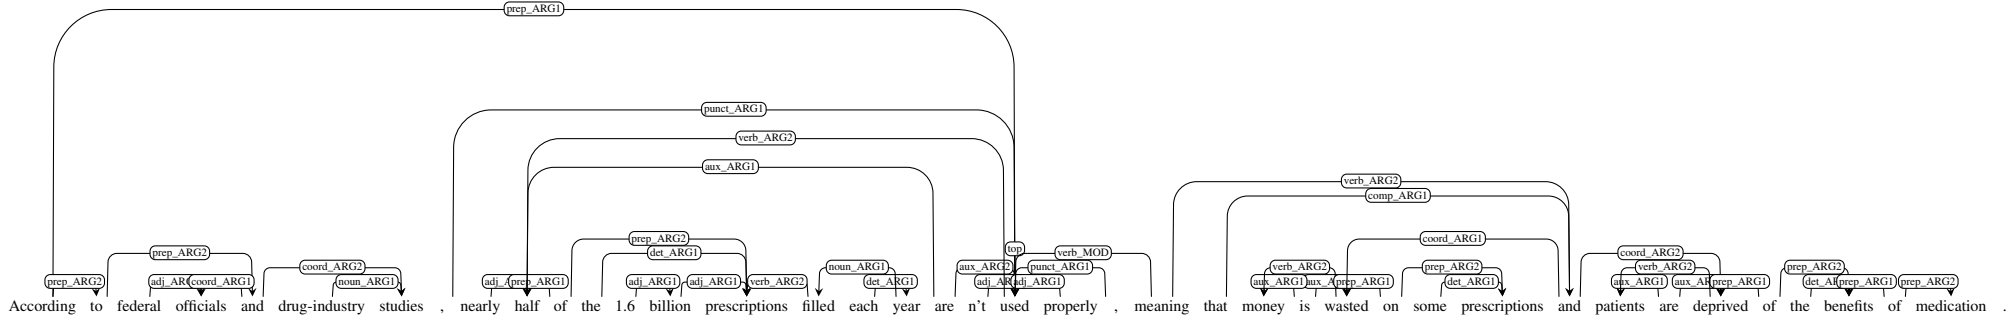 prep_ARG1
punct_ARG1
verb_ARG2
aux_ARG1
verb_ARG2
comp_ARG1
prep_ARG2 det_ARG1 coord_ARG1
prep_ARG2 top verb_MOD coord_ARG2
coord_ARG2 noun_ARG1 aux_ARG2 punct_ARG1 verb_ARG2 prep_ARG2 verb_ARG2 prep_ARG2
prep_ARG2 coord_ARG1 noun_ARG1 prep_ARG1 adj_ARG1 adj_ARG1 verb_ARG2 det_ARG1 adj_ARG1 aux_ARG1 prep_ARG1 det_ARG1 aux_ARG1 prep_ARG1 prep_ARG1 prep_ARG2
According to federal officials and drug-industry studies , nearly half of the 1.6 billion prescriptions filled each year are n't used properly , meaning that money is wasted on some prescriptions and patients are deprived of the benefits of medication .